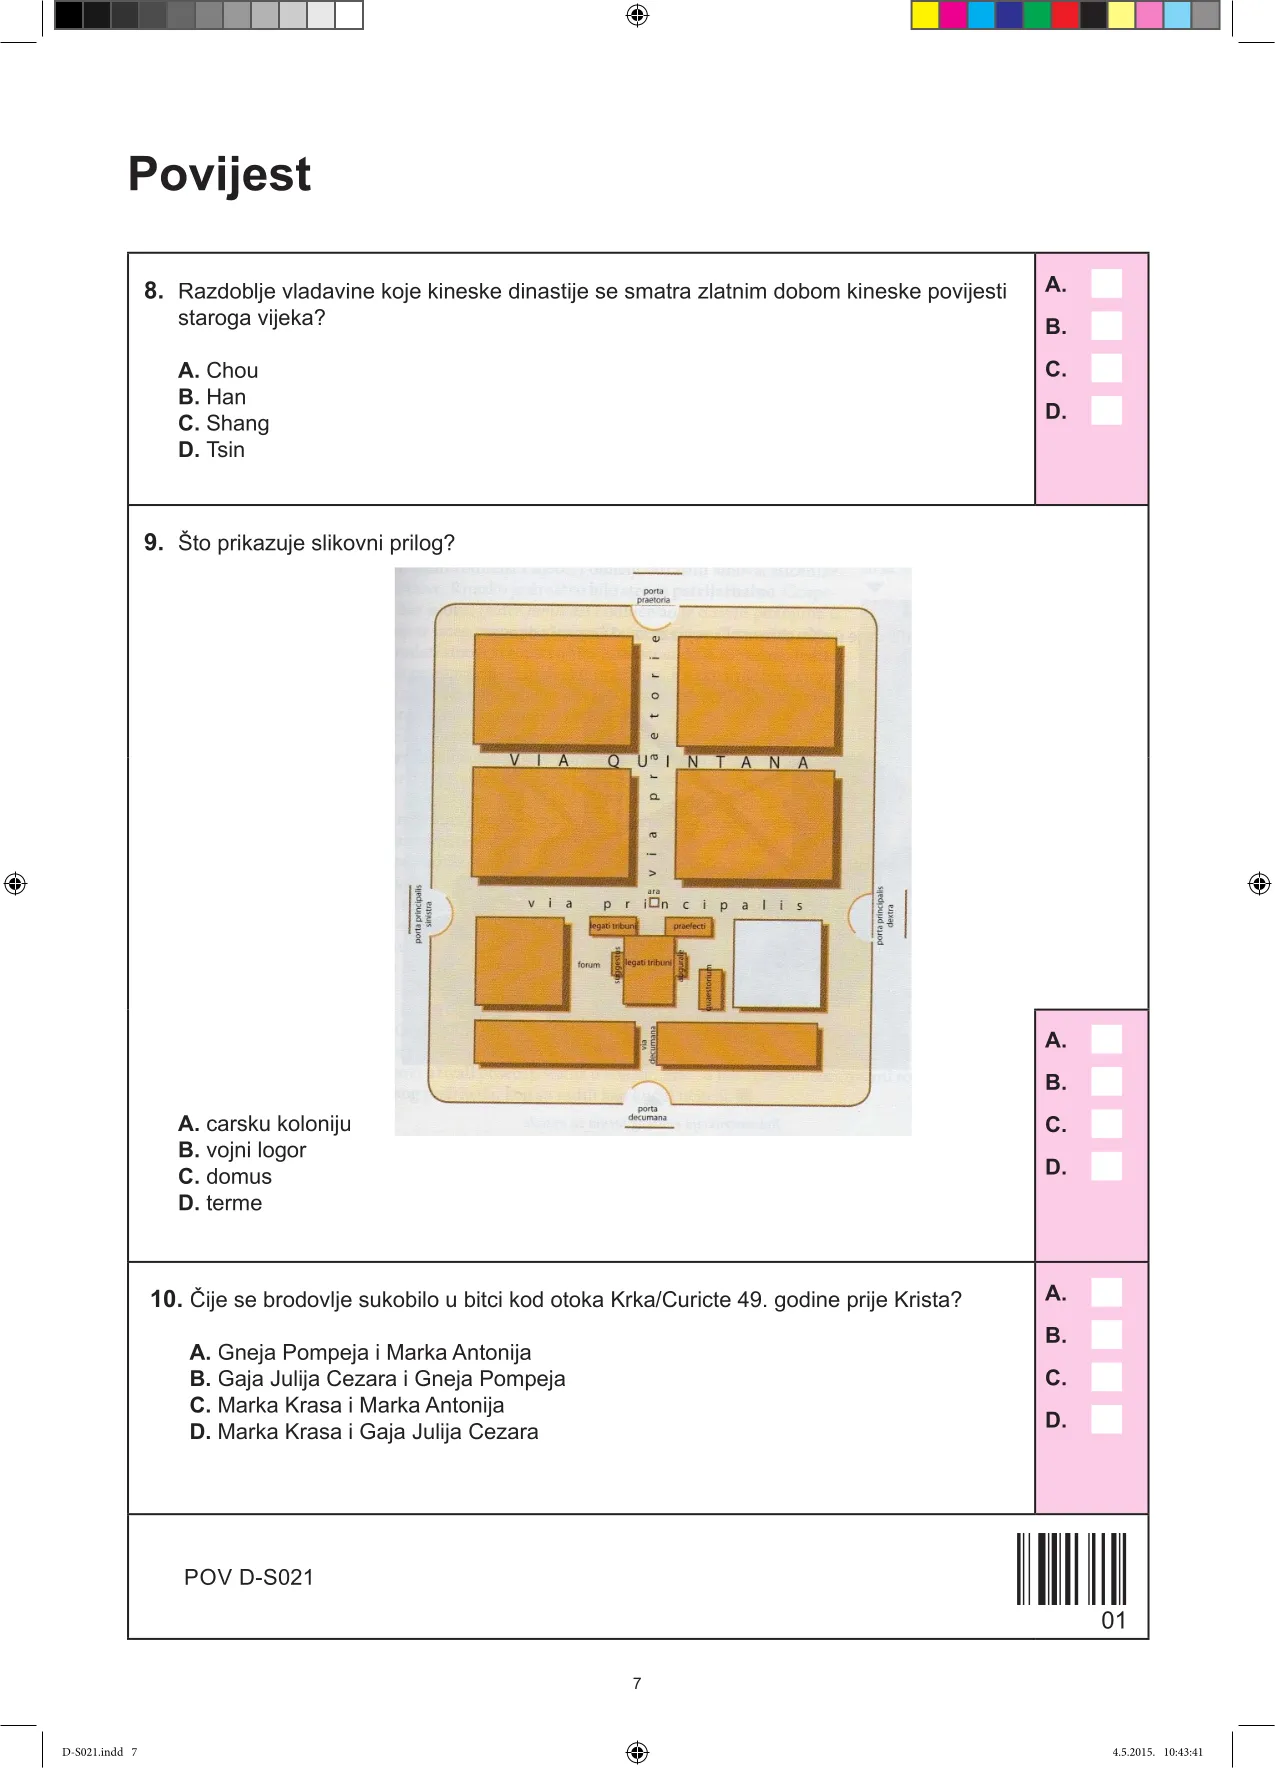 Povijest
8. Razdoblje vladavine koje kineske dinastije se smatra zlatnim dobom kineske povijesti
staroga vijeka?
A. Chou
B. Han
C. Shang
D. Tsin
A.
B.
C.
D.
9. Što prikazuje slikovni prilog?
porta
praetoria
via praetorie
VIA QUINTANA
ara
via principalis
porta principalis
sinistra
porta principalis
dextra
legati tribuni
praefecti
forum
suggestus
legati tribuni
augurale
quaestorium
via
decumana
porta
decumana
A. carsku koloniju
B. vojni logor
C. domus
D. terme
A.
B.
C.
D.
10. Čije se brodovlje sukobilo u bitci kod otoka Krka/Curicte 49. godine prije Krista?
A. Gneja Pompeja i Marka Antonija
B. Gaja Julija Cezara i Gneja Pompeja
C. Marka Krasa i Marka Antonija
D. Marka Krasa i Gaja Julija Cezara
A.
B.
C.
D.
POV D-S021
01
7
D-S021.indd 7
4.5.2015. 10:43:41